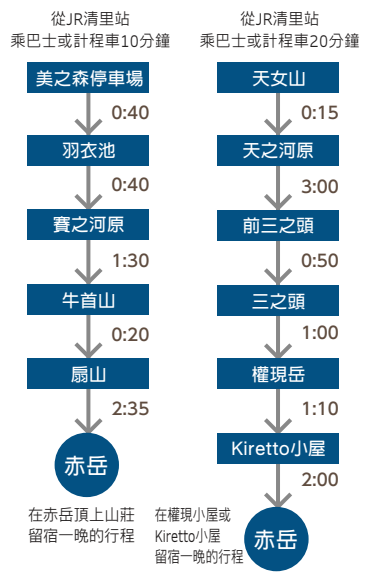 從JR清里站
乘巴士或計程車10分鐘
美之森停車場
0:40
羽衣池
0:40
賽之河原
1:30
牛首山
0:20
扇山
2:35
赤岳
在赤岳頂上山莊
留宿一晚的行程
從JR清里站
乘巴士或計程車20分鐘
天女山
0:15
天之河原
3:00
前三之頭
0:50
三之頭
1:00
權現岳
1:10
Kiretto小屋
2:00
赤岳
在權現小屋或
Kiretto小屋
留宿一晚的行程